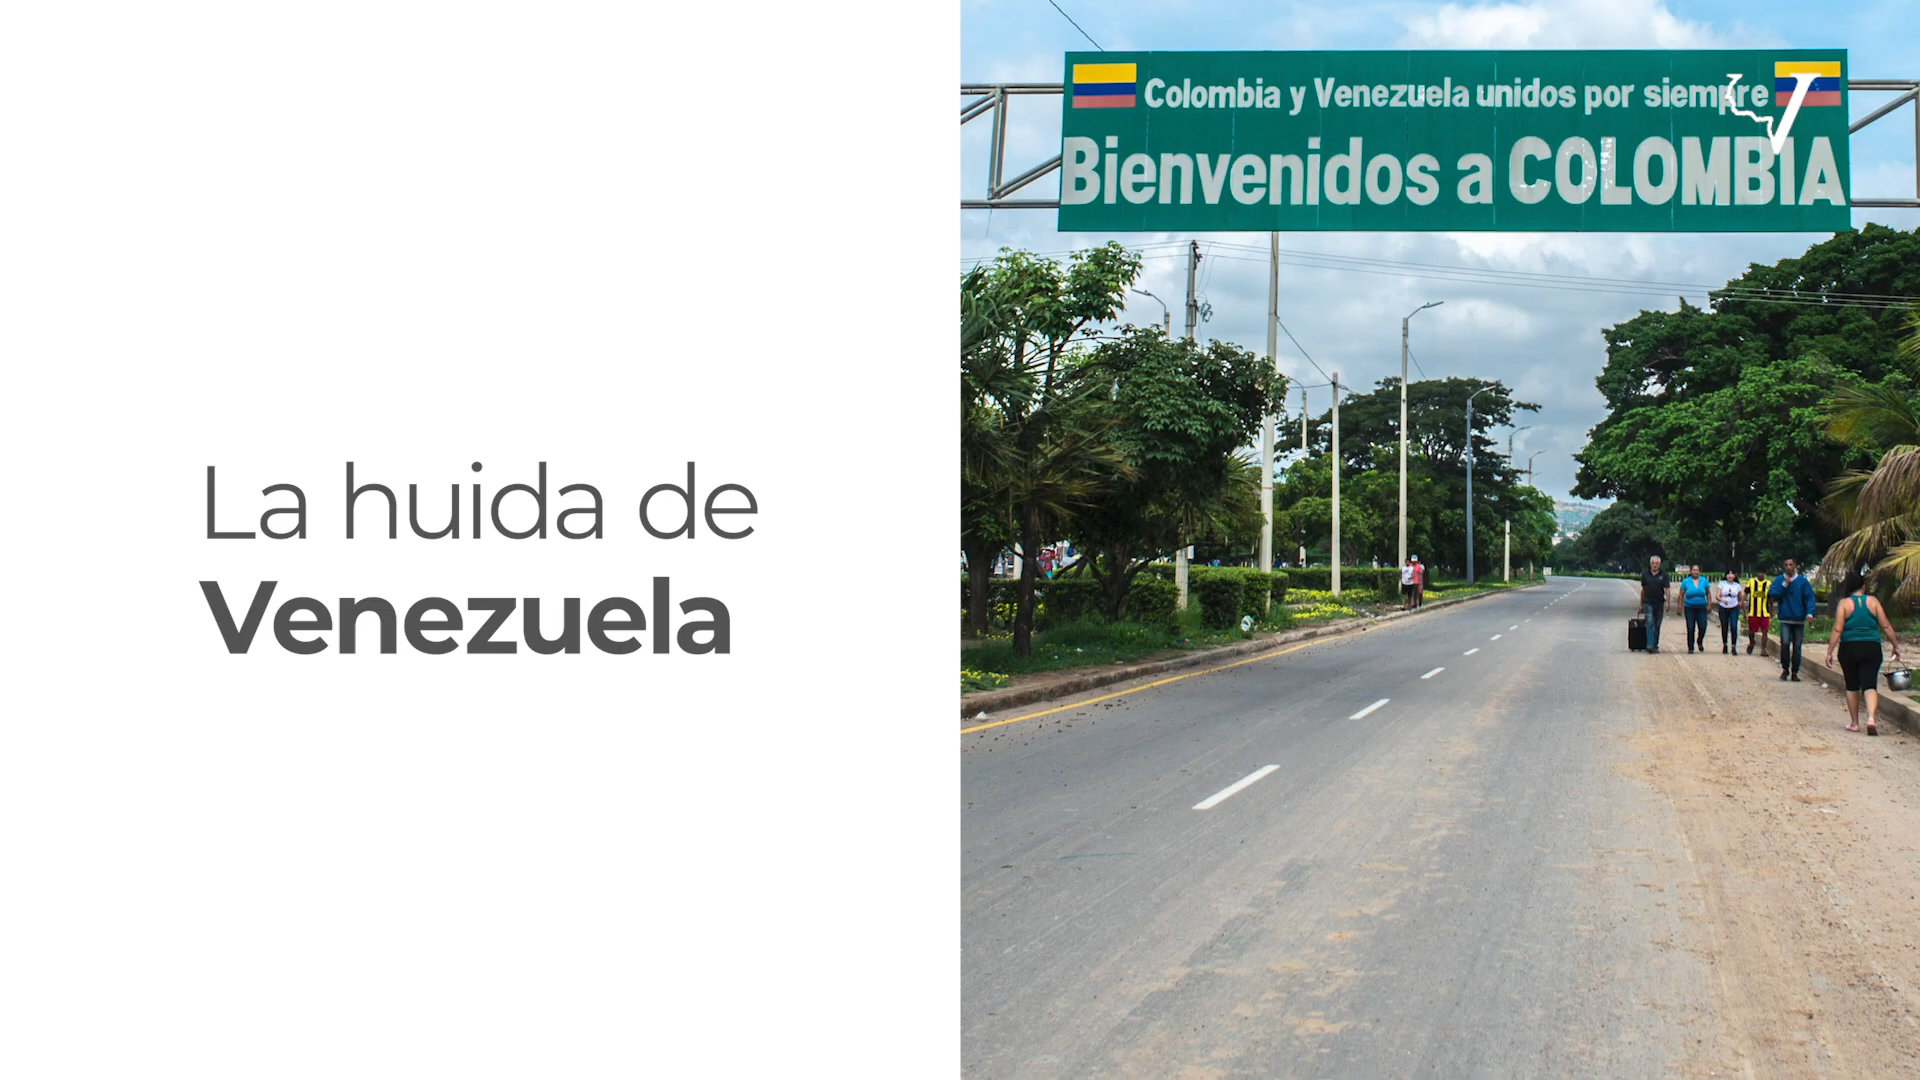 La huida de
Venezuela
Colombia y Venezuela unidos por siempre
Bienvenidos a COLOMBIA